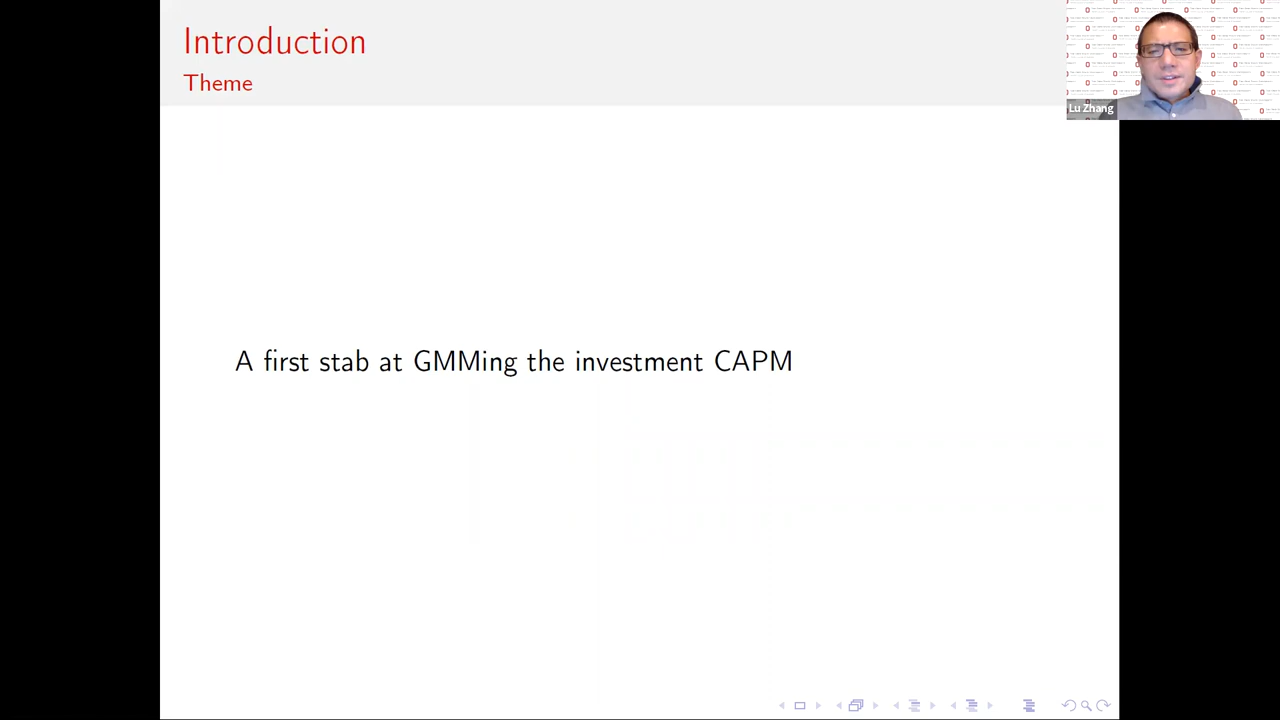 Introduction
Theme
Lu Zhang
A first stab at GMMing the investment CAPM